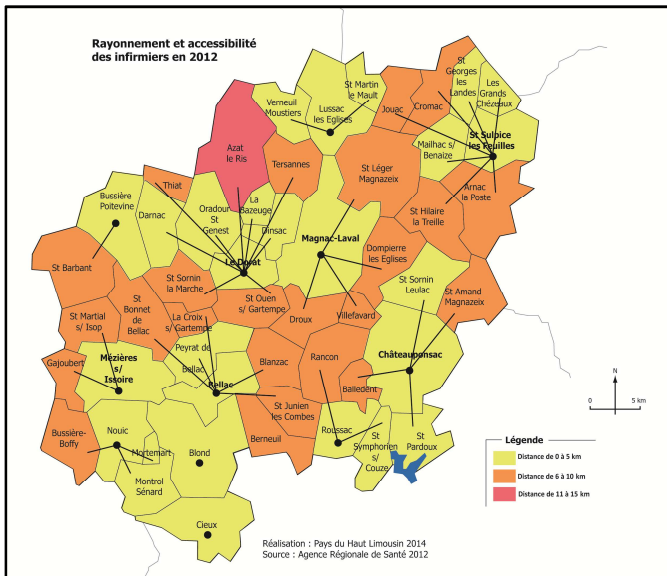 Rayonnement et accessibilité
des infirmiers en 2012
St
Georges
les
Landes
Les
Grands
Chézeaux
St Martin
le Mault
Verneuil
Moustiers
Lussac
les Eglises
Jouac
Cromac
St Sulpice
les Feuilles
Mailhac s/
Benaize
Azat
le Ris
Tersannes
St Léger
Magnazeix
Arnac
la Poste
Thiat
Bussière
Poitevine
Darnac
Oradour
St
Genest
La
Bazeuge
Dinsac
St Hilaire
la Treille
Magnac-Laval
Dompierre
les Eglises
Le Dorat
St Barbant
St Sornin
la Marche
St Sornin
Leulac
St Amand
Magnazeix
St Martial
s/ Isop
St
Bonnet
de
Bellac
La Croix
s/ Gartempe
St Ouen
s/ Gartempe
Droux
Villefavard
Peyrat de
Bellac
Blanzac
Rancon
Châteauponsac
Gajoubert
Mézières
s/
Issoire
Bellac
Balledent
St Junien
les Combes
Bussière-
Boffy
Nouic
Mortemart
Blond
Berneuil
Roussac
St
Symphorien
s/
Couze
St
Pardoux
Montrol
Sénard
Cieux
N
0 5 km
Légende
Distance de 0 à 5 km
Distance de 6 à 10 km
Distance de 11 à 15 km
Réalisation : Pays du Haut Limousin 2014
Source : Agence Régionale de Santé 2012